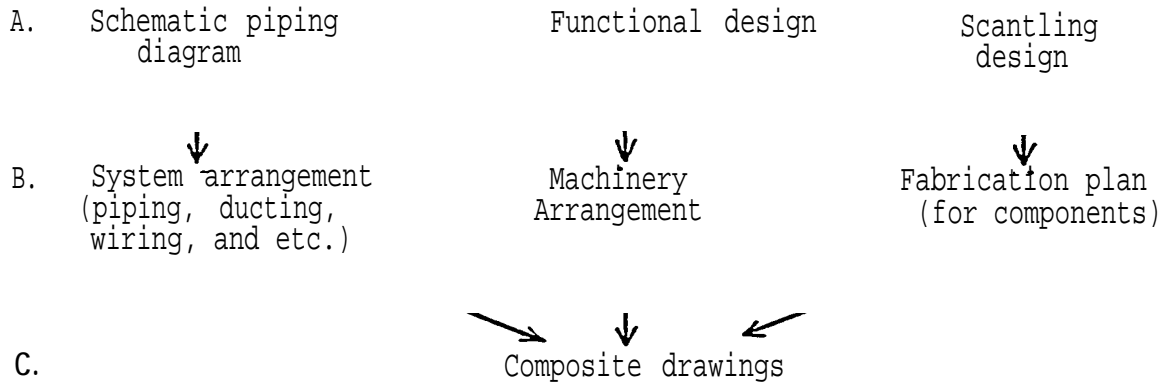 A. Schematic piping
diagram
Functional design
Scantling
design
B. System arrangement
(piping, ducting,
wiring, and etc.)
Machinery
Arrangement
Fabrication plan
(for components)
C. Composite drawings